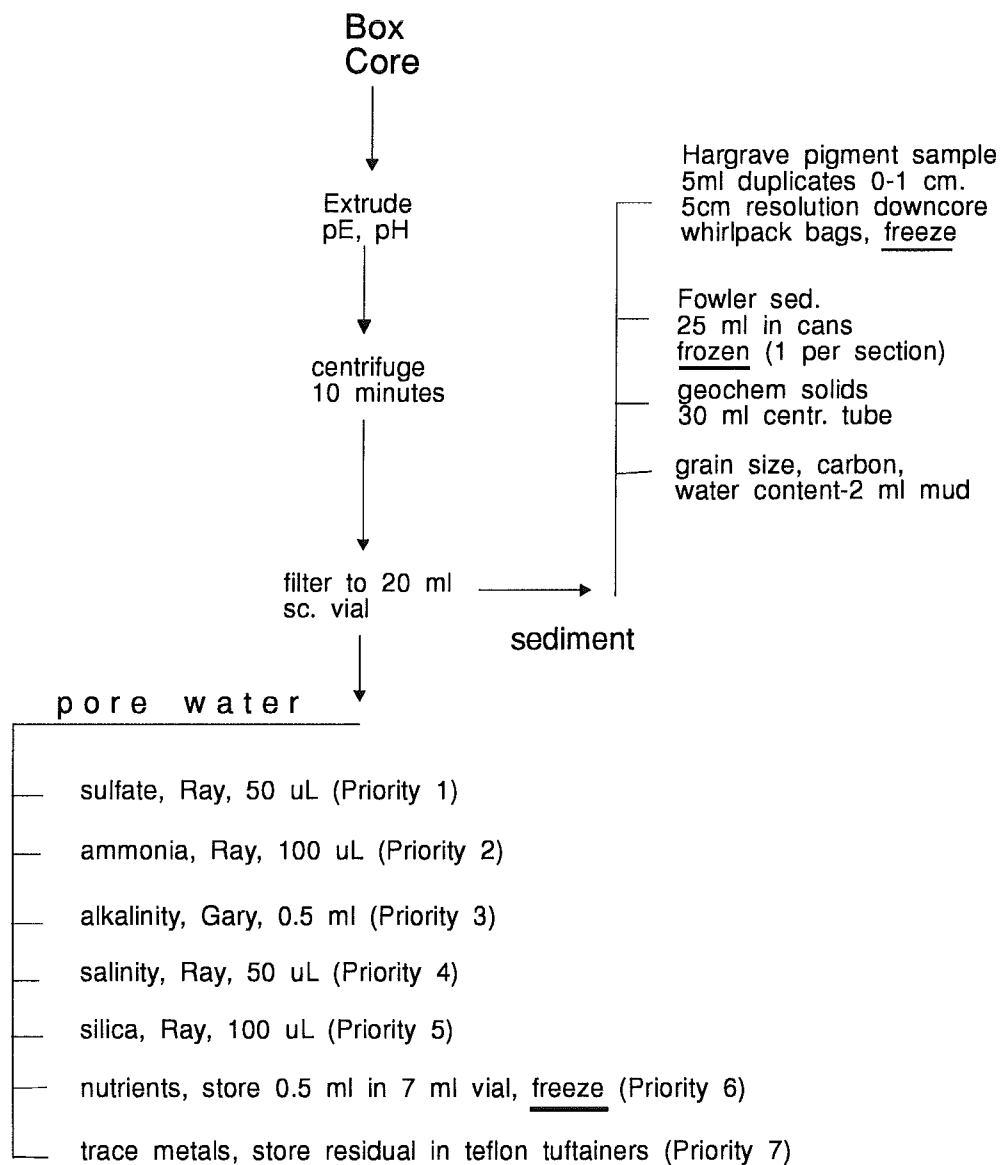 Box
Core
Extrude
pE, pH
centrifuge
10 minutes
filter to 20 ml
sc. vial
sediment
Hargrave pigment sample
5ml duplicates 0-1 cm.
5cm resolution downcore
whirlpack bags, freeze
Fowler sed.
25 ml in cans
frozen (1 per section)
geochem solids
30 ml centr. tube
grain size, carbon,
water content-2 ml mud
pore water
sulfate, Ray, 50 uL (Priority 1)
ammonia, Ray, 100 uL (Priority 2)
alkalinity, Gary, 0.5 ml (Priority 3)
salinity, Ray, 50 uL (Priority 4)
silica, Ray, 100 uL (Priority 5)
nutrients, store 0.5 ml in 7 ml vial, freeze (Priority 6)
trace metals, store residual in teflon tuftainers (Priority 7)